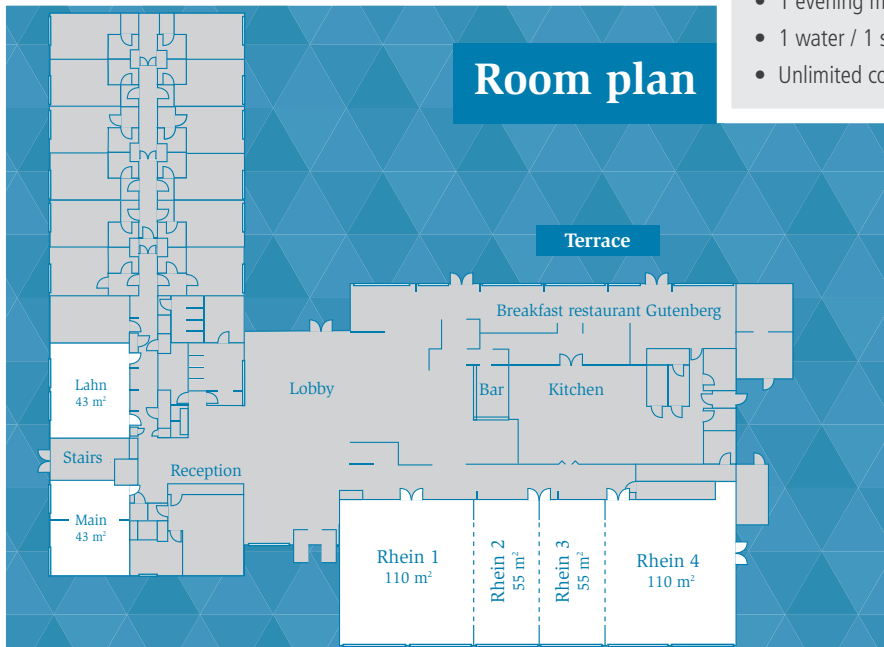 • 1 evening m
• 1 water / 1 s
• Unlimited co
Room plan
Terrace
Breakfast restaurant Gutenberg
Lahn
43 m²
Lobby
Bar
Kitchen
Stairs
Reception
Main
43 m²
Rhein 1
110 m²
Rhein 2
55 m²
Rhein 3
55 m²
Rhein 4
110 m²